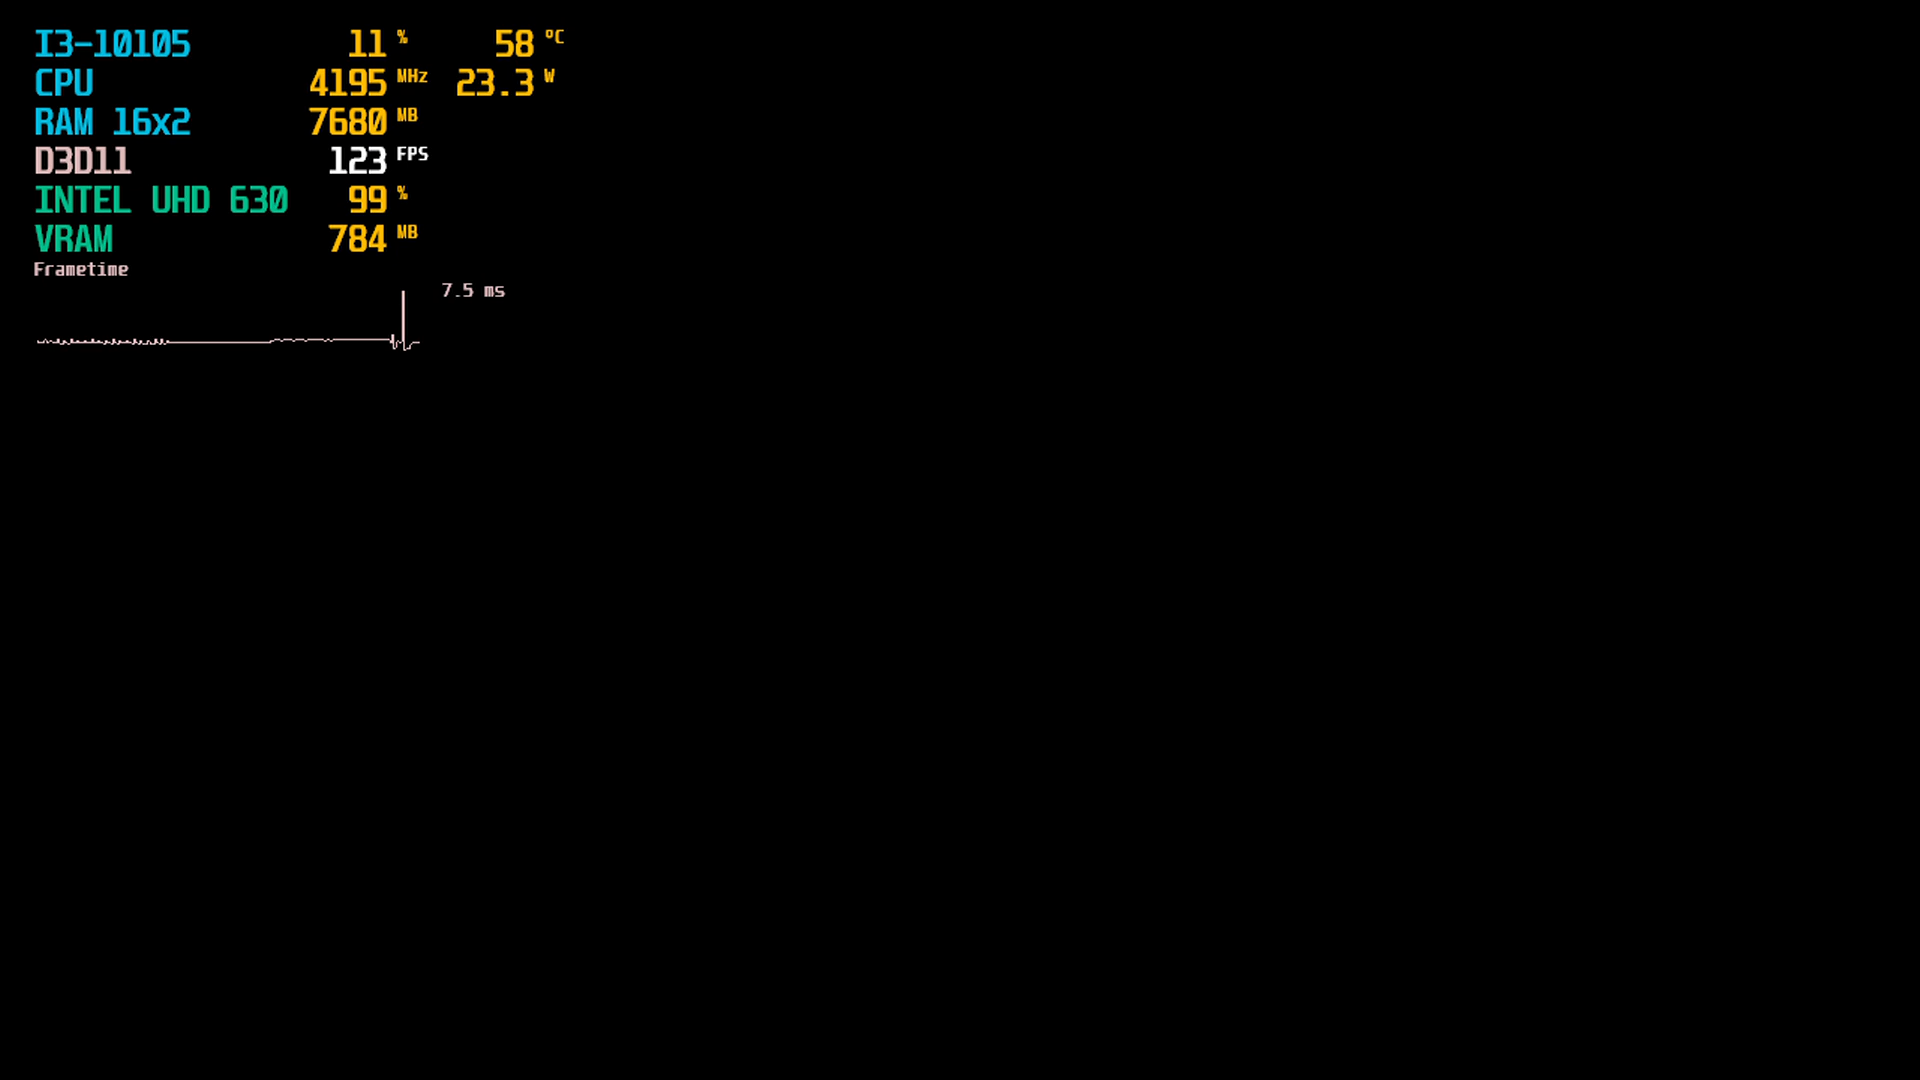 I3-10105 11 % 58 °C
CPU 4195 MHz 23.3 W
RAM 16x2 7680 MB
D3D11 123 FPS
INTEL UHD 630 99 %
VRAM 784 MB
Frametime
7.5 ms